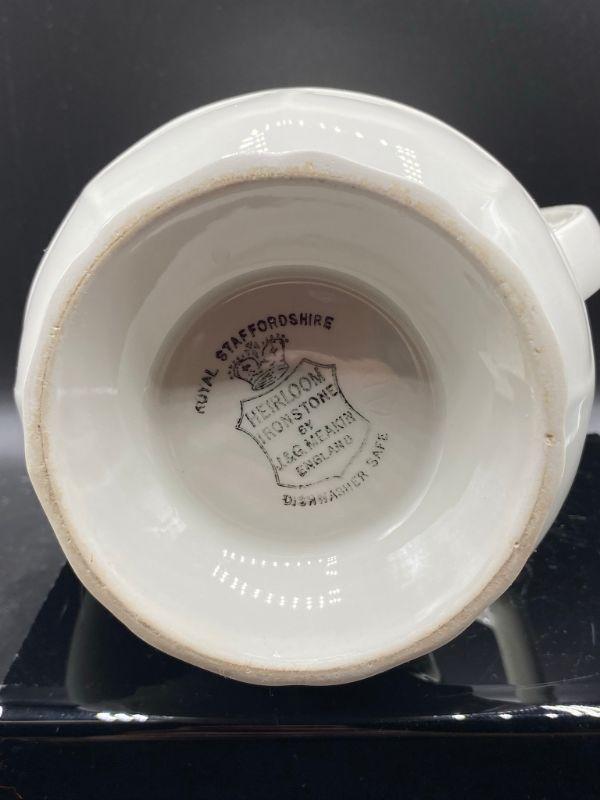 ROYAL STAFFORDSHIRE
HEIRLOOM
IRONSTONE
BY
J.&G. MEAKIN
ENGLAND
DISHWASHER SAFE